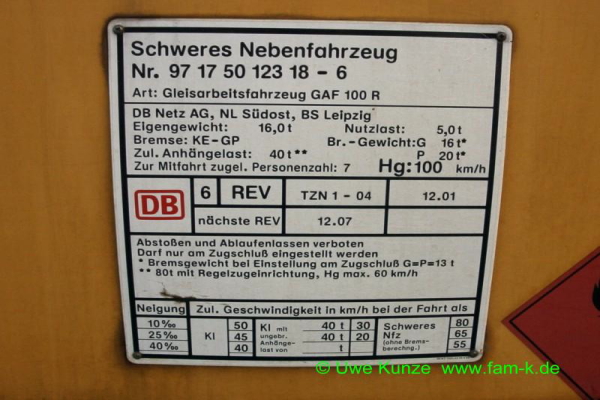 Schweres Nebenfahrzeug
Nr. 97 17 50 123 18 - 6
Art: Gleisarbeitsfahrzeug GAF 100 R
DB Netz AG, NL Südost, BS Leipzig
Eigengewicht: 16,0 t Nutzlast: 5,0 t
Bremse: KE-GP Br.-Gewicht: G 16 t*
Zul. Anhängelast: 40 t** P 20 t*
Zur Mitfahrt zugel. Personenzahl: 7 Hg: 100 km/h
DB 6 REV TZN 1 - 04 12.01
nächste REV 12.07
Abstoßen und Ablaufenlassen verboten
Darf nur am Zugschluß eingestellt werden
* Bremsgewicht bei Einstellung am Zugschluß G=P=13 t
** 80t mit Regelzugeinrichtung, Hg max. 60 km/h
Neigung Zul. Geschwindigkeit in km/h bei der Fahrt als
10 ‰ Kl 50 Kl mit 40 t 30 Schweres 80
25 ‰ 45 ungebr. 40 t 20 Nfz 65
40 ‰ 40 Anhänge- t (ohne Brems- 55
last von berechng.)
© Uwe Kunze www.fam-k.de